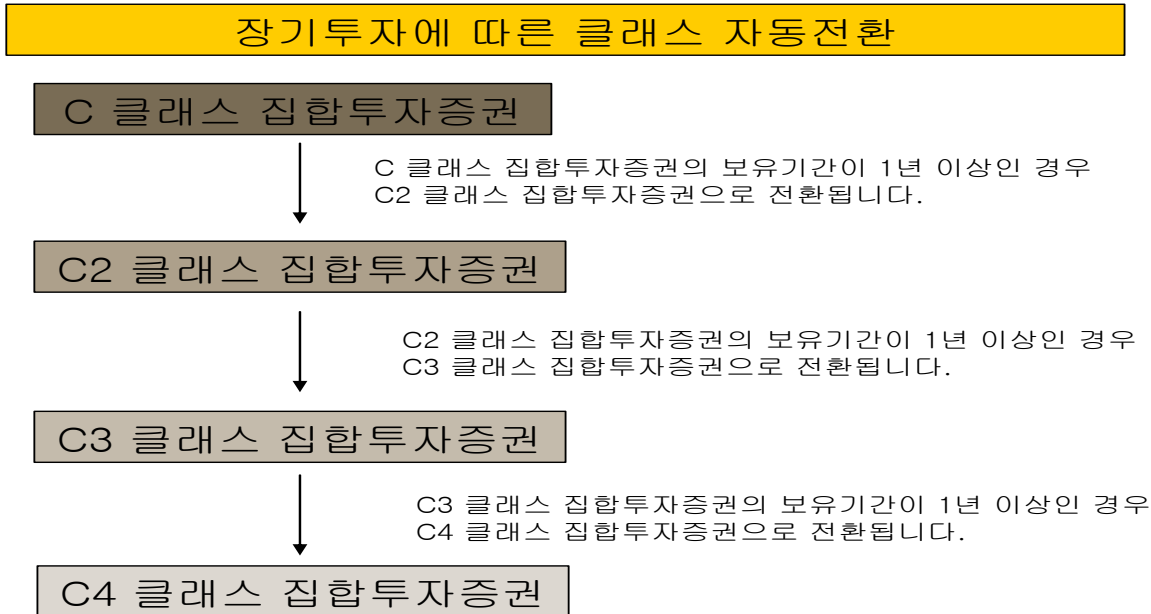 장기투자에 따른 클래스 자동전환
C 클래스 집합투자증권
C 클래스 집합투자증권의 보유기간이 1년 이상인 경우
C2 클래스 집합투자증권으로 전환됩니다.
C2 클래스 집합투자증권
C2 클래스 집합투자증권의 보유기간이 1년 이상인 경우
C3 클래스 집합투자증권으로 전환됩니다.
C3 클래스 집합투자증권
C3 클래스 집합투자증권의 보유기간이 1년 이상인 경우
C4 클래스 집합투자증권으로 전환됩니다.
C4 클래스 집합투자증권